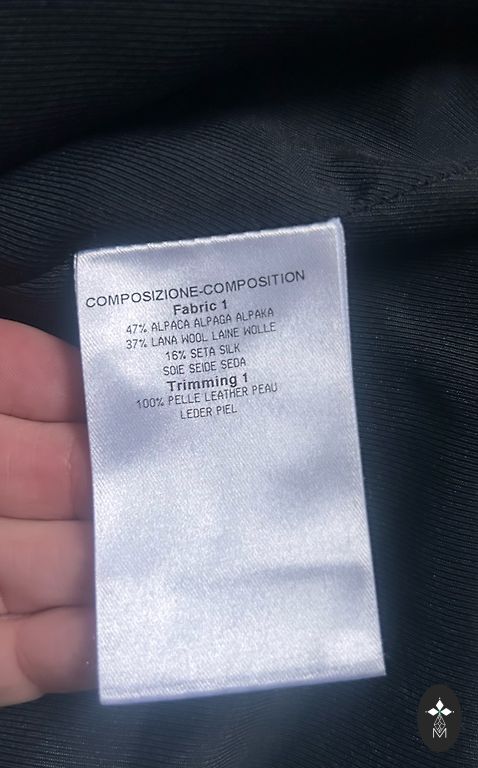 COMPOSIZIONE-COMPOSITION
Fabric 1
47% ALPACA ALPAGA ALPAKA
37% LANA WOOL LAINE WOLLE
16% SETA SILK
SOIE SEIDE SEDA
Trimming 1
100% PELLE LEATHER PEAU
LEDER PIEL
M